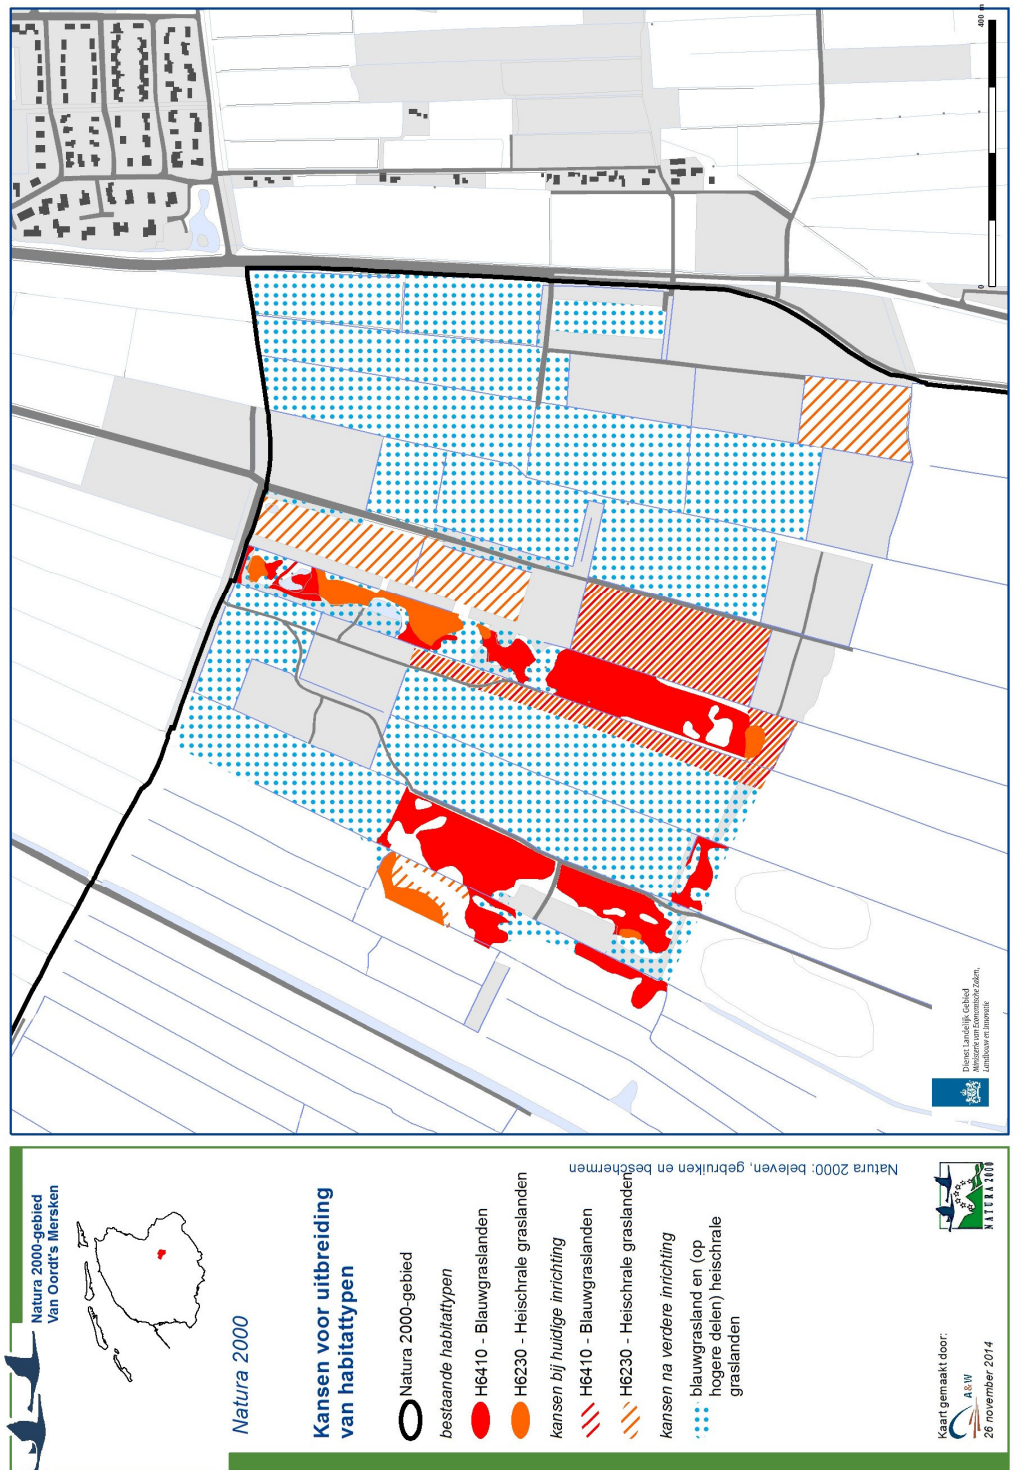 Natura 2000-gebied
Van Oordt's Mersken
Natura 2000
Kansen voor uitbreiding
van habitattypen
Natura 2000-gebied
bestaande habitattypen
H6410 - Blauwgraslanden
H6230 - Heischrale graslanden
kansen bij huidige inrichting
H6410 - Blauwgraslanden
H6230 - Heischrale graslanden
kansen na verdere inrichting
blauwgrasland en (op
hogere delen) heischrale
graslanden
Natura 2000: beleven, gebruiken en beschermen
Kaart gemaakt door:
A&W
26 november 2014
NATURA 2000
Dienst Landelijk Gebied
Ministerie van Economische Zaken,
Landbouw en Innovatie
0
400 m